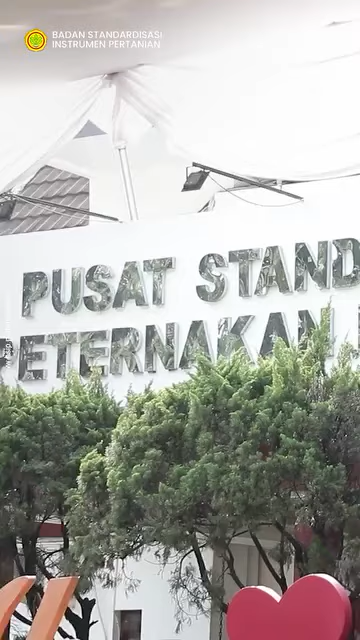 BADAN STANDARDISASI
INSTRUMEN PERTANIAN
PUSAT STAND
ETERNAKAN